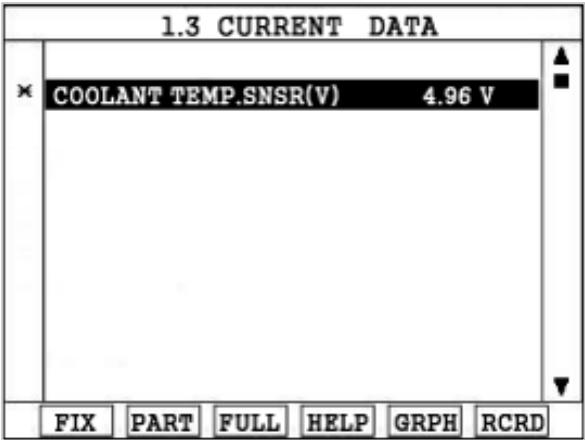 1.3 CURRENT DATA
* COOLANT TEMP.SNSR(V) 4.96 V
FIX PART FULL HELP GRPH RCRD